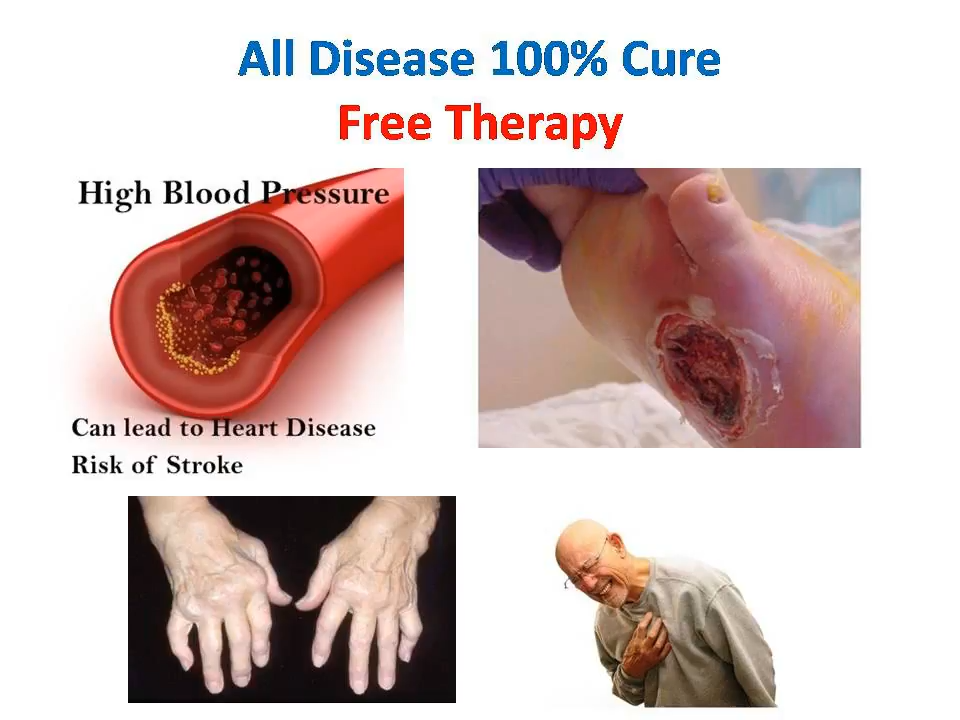 All Disease 100% Cure
Free Therapy
High Blood Pressure
Can lead to Heart Disease
Risk of Stroke